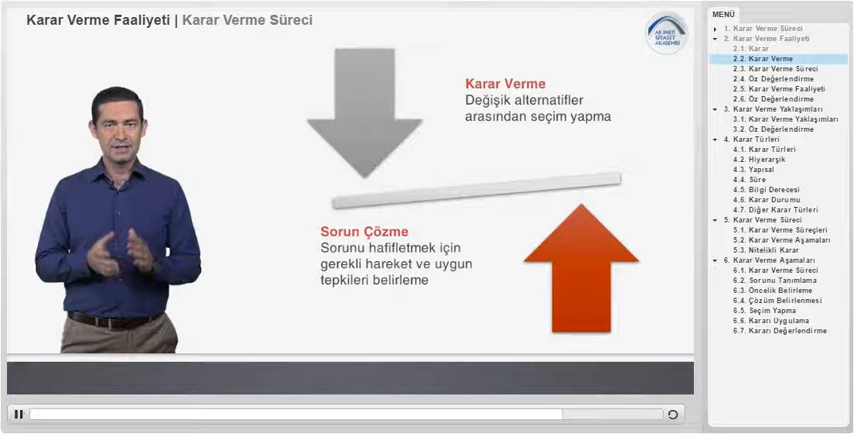 Karar Verme Faaliyeti | Karar Verme Süreci
AK PARTİ
SİYASET
AKADEMİSİ
Karar Verme
Değişik alternatifler
arasından seçim yapma
Sorun Çözme
Sorunu hafifletmek için
gerekli hareket ve uygun
tepkileri belirleme
MENÜ
1. Karar Verme Süreci
2. Karar Verme Faaliyeti
2.1. Karar
2.2. Karar Verme
2.3. Karar Verme Süreci
2.4. Öz Değerlendirme
2.5. Karar Verme Faaliyeti
2.6. Öz Değerlendirme
3. Karar Verme Yaklaşımları
3.1. Karar Verme Yaklaşımları
3.2. Öz Değerlendirme
4. Karar Türleri
4.1. Karar Türleri
4.2. Hiyerarşik
4.3. Yapısal
4.4. Süre
4.5. Bilgi Derecesi
4.6. Karar Durumu
4.7. Diğer Karar Türleri
5. Karar Verme Süreci
5.1. Karar Verme Süreçleri
5.2. Karar Verme Aşamaları
5.3. Nitelikli Karar
6. Karar Verme Aşamaları
6.1. Karar Verme Süreci
6.2. Sorunu Tanımlama
6.3. Öncelik Belirleme
6.4. Çözüm Belirlenmesi
6.5. Seçim Yapma
6.6. Kararı Uygulama
6.7. Kararı Değerlendirme